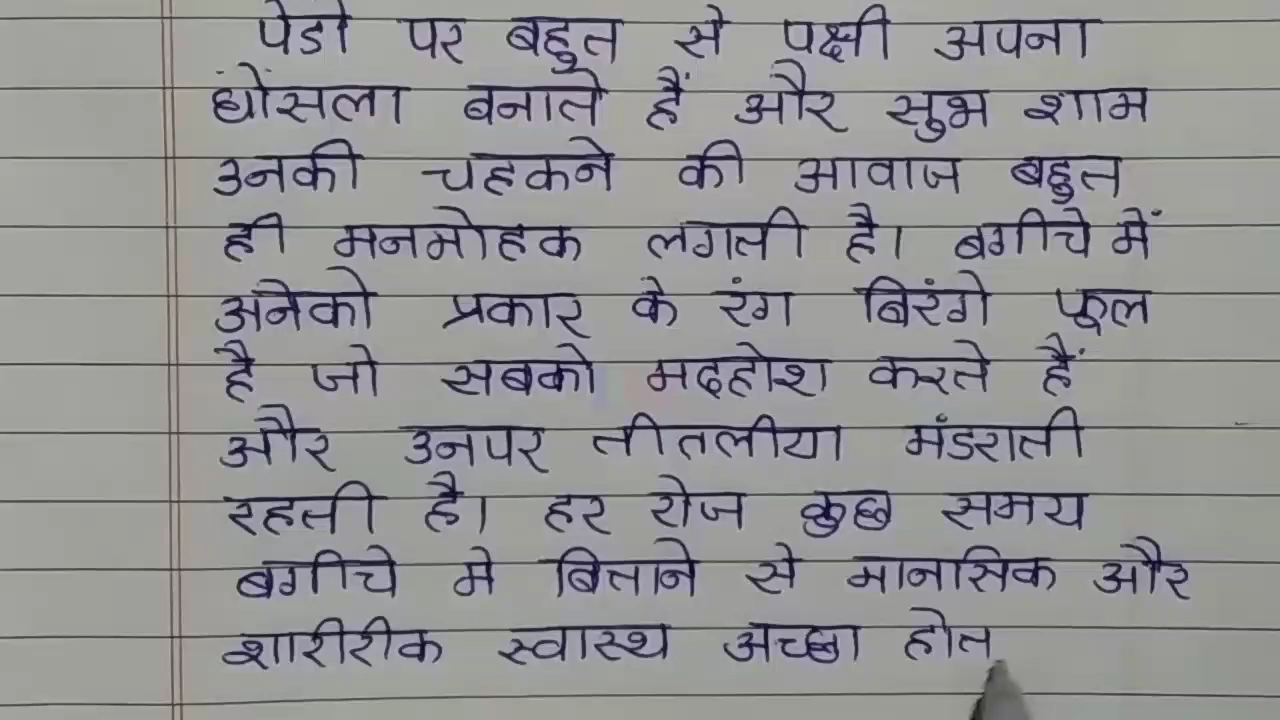 पेडो पर बहुत से पक्षी अपना
घोंसला बनाते हैं और सुभ शाम
उनकी चहकने की आवाज बहुत
ही मनमोहक लगती है। बगीचे में
अनेको प्रकार के रंग बिरंगे फूल
है जो सबको मदहोश करते हैं
और उनपर तीतलीया मंडराती
रहती है। हर रोज कुछ समय
बगीचे मे बिताने से मानसिक और
शारीरीक स्वास्थ अच्छा होत